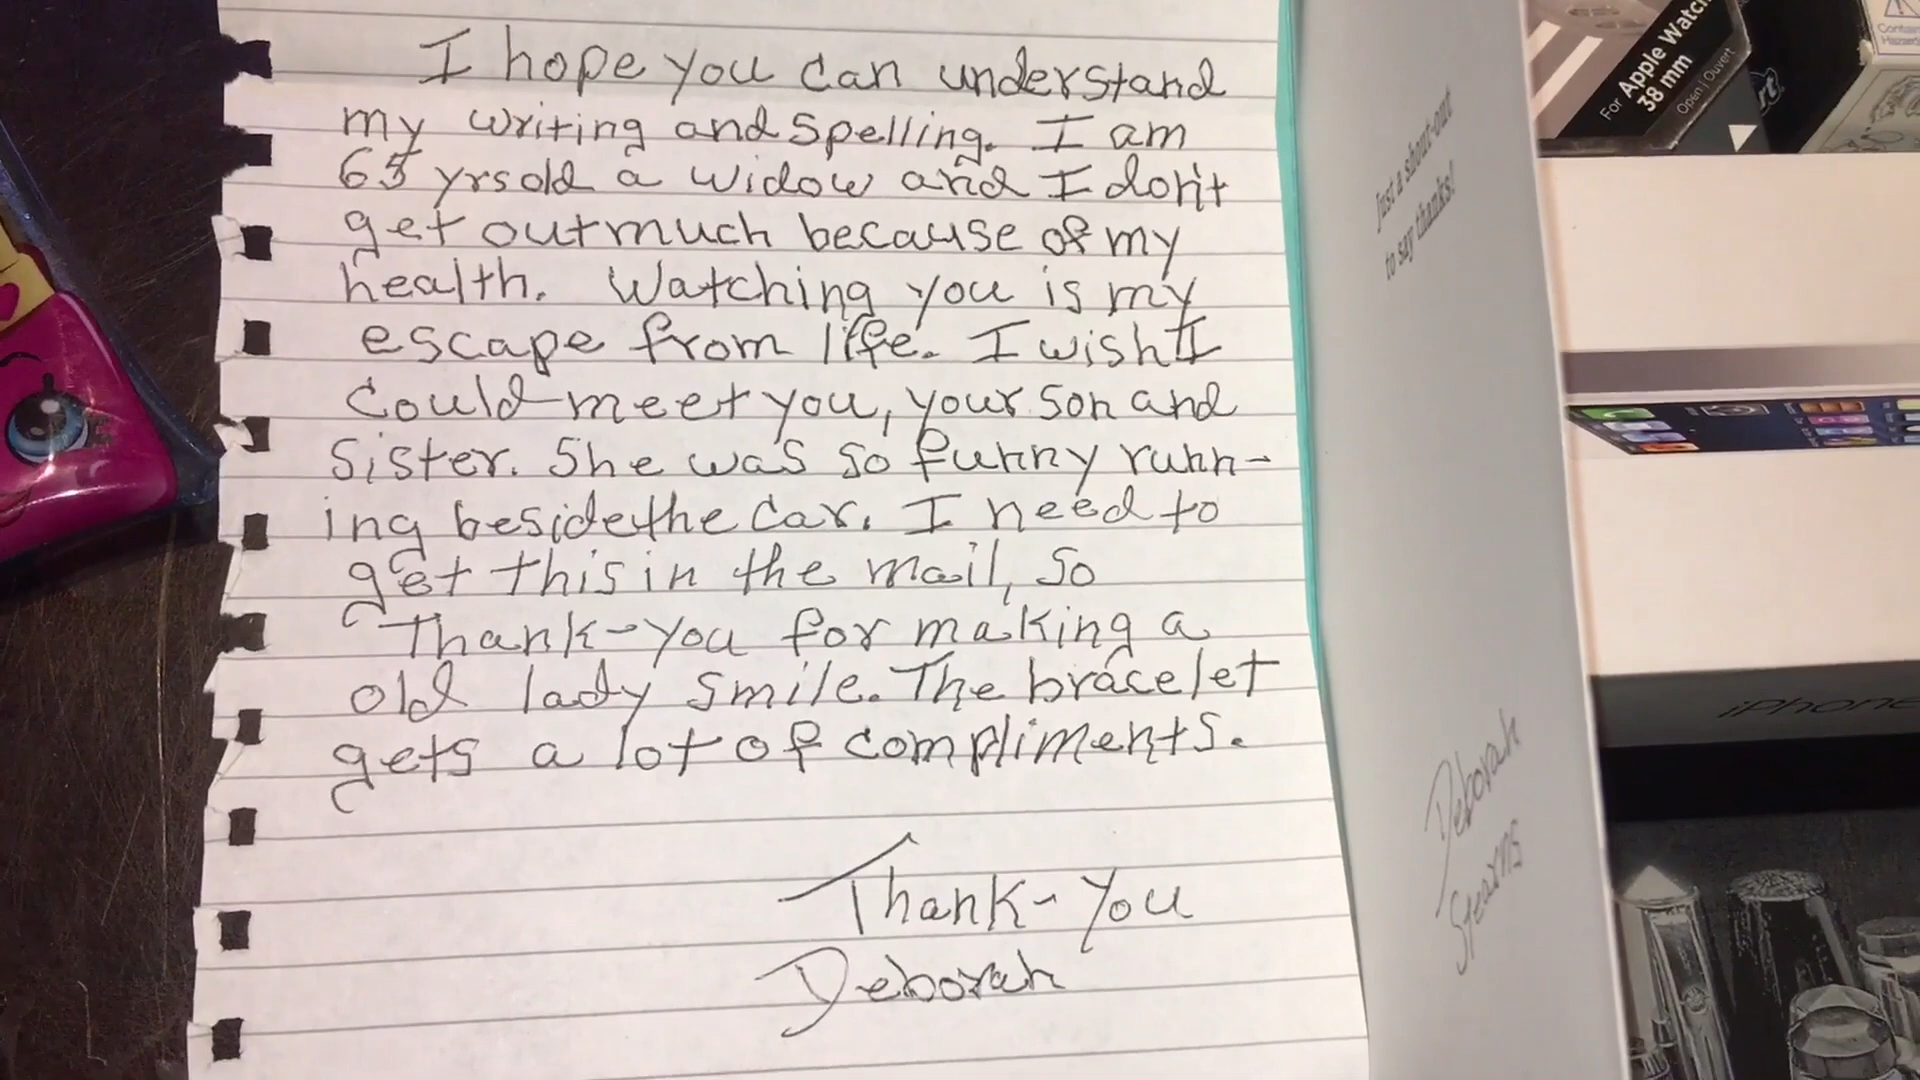 I hope you can understand
my writing and spelling. I am
65 yrs old a widow and I don't
get out much because of my
health. Watching you is my
escape from life. I wish I
could meet you, your son and
sister. She was so funny runn-
ing beside the car. I need to
get this in the mail, so
Thank-you for making a
old lady smile. The bracelet
gets a lot of compliments.
Thank-You
Deborah
Just a shout-out
to say thanks!
Deborah
Stearns
For Apple Watch
38 mm
Open | Ouvert
iPhone